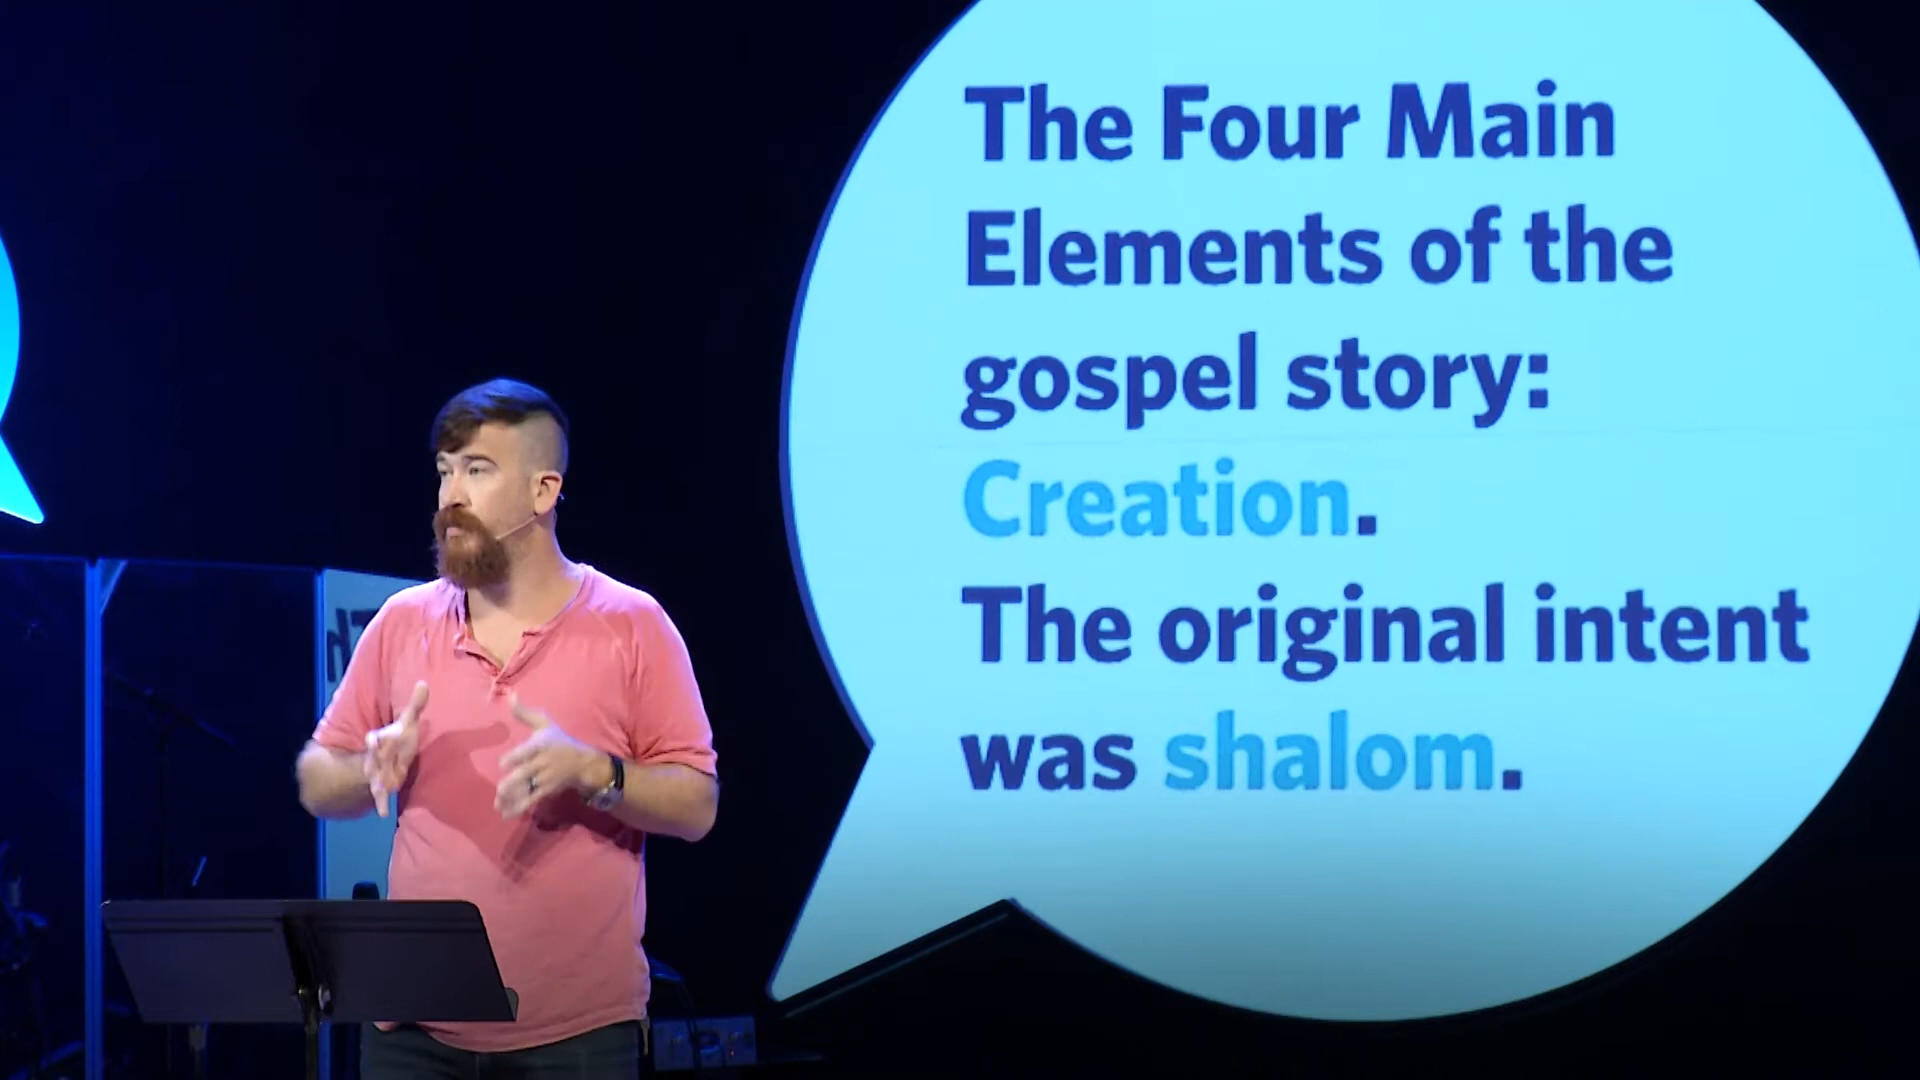 The Four Main
Elements of the
gospel story:
Creation.
The original intent
was shalom.